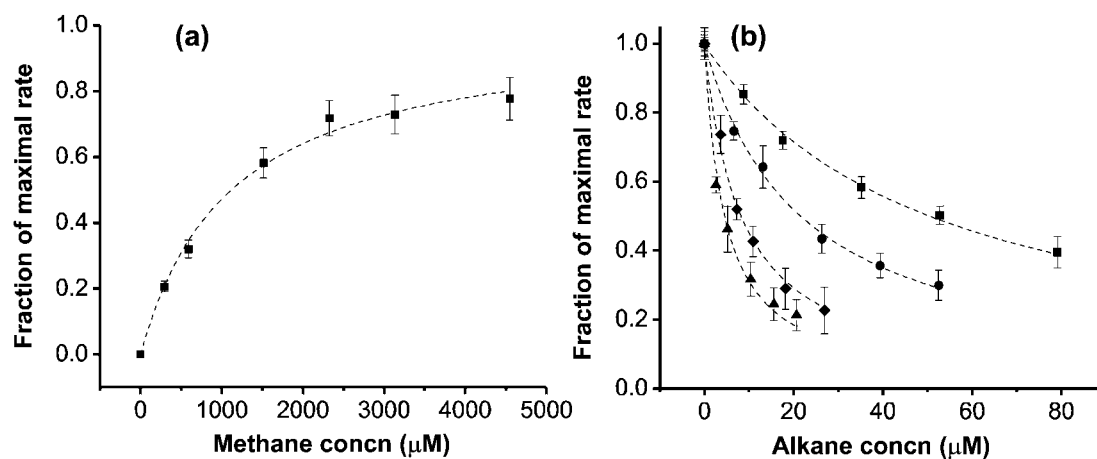 (a)
Fraction of maximal rate
1.0
0.8
0.6
0.4
0.2
0.0
0 1000 2000 3000 4000 5000
Methane concn (μM)
(b)
Fraction of maximal rate
1.0
0.8
0.6
0.4
0.2
0.0
0 20 40 60 80
Alkane concn (μM)